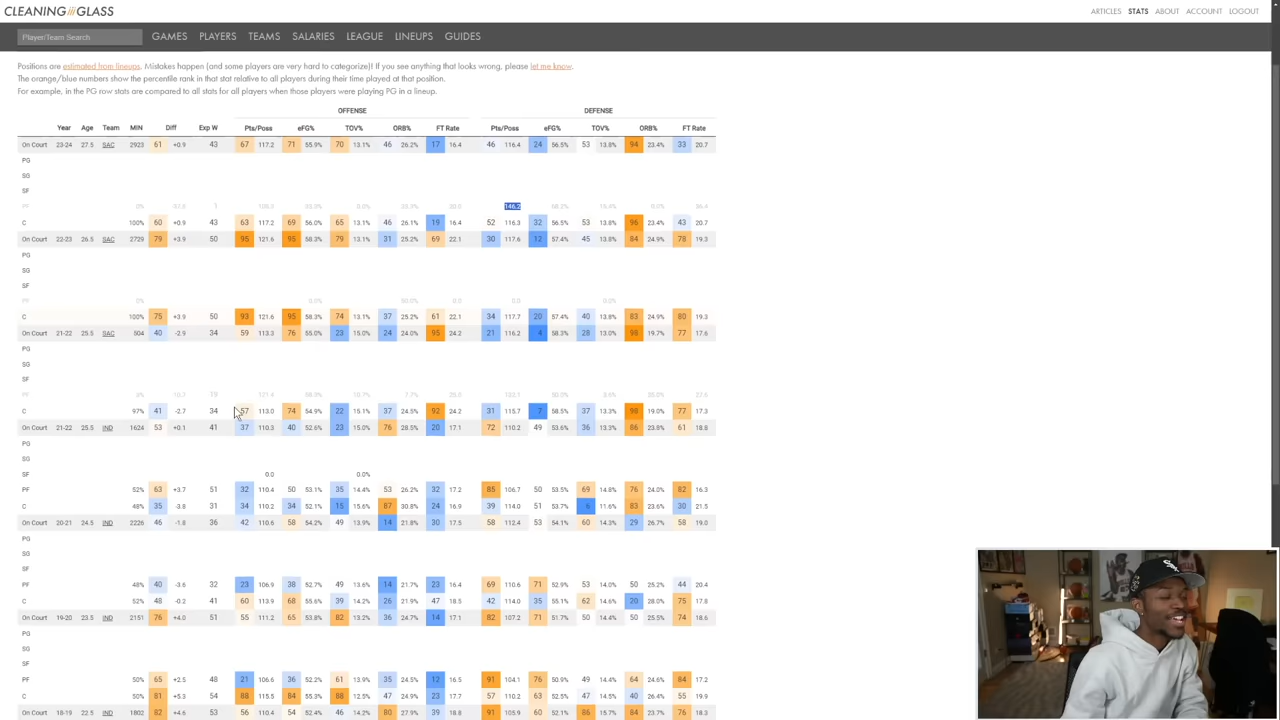 CLEANING GLASS
ARTICLES STATS ABOUT ACCOUNT LOGOUT
Player/Team Search GAMES PLAYERS TEAMS SALARIES LEAGUE LINEUPS GUIDES
Positions are estimated from lineups. Mistakes happen (and some players are very hard to categorize)! If you see anything that looks wrong, please let me know.
The orange/blue numbers show the percentile rank in that stat relative to all players during their time played at that position.
For example, in the PG row stats are compared to all stats for all players when those players were playing PG in a lineup.
OFFENSE DEFENSE
Year Age Team MIN Diff Exp W Pts/Poss eFG% TOV% ORB% FT Rate Pts/Poss eFG% TOV% ORB% FT Rate
On Court 23-24 27.5 SAC 2923 61 +0.9 43 67 117.2 71 55.9% 70 13.1% 46 26.2% 17 16.4 46 116.4 24 56.5% 53 13.8% 94 23.4% 33 20.7
PG
SG
SF
PF 0% 1 146.2
C 100% 60 +0.9 43 63 117.2 69 56.0% 65 13.1% 46 26.1% 19 16.4 52 116.3 32 56.5% 53 13.8% 96 23.4% 43 20.7
On Court 22-23 26.5 SAC 2729 79 +3.9 50 95 121.6 95 58.3% 79 13.1% 31 25.2% 69 22.1 30 117.6 12 57.4% 45 13.8% 84 24.9% 78 19.3
PG
SG
SF
PF 0% 0.0% 50.0% 0.0 0.0 0.0%
C 100% 75 +3.9 50 93 121.6 95 58.3% 74 13.1% 37 25.2% 61 22.1 34 117.7 20 57.4% 40 13.8% 83 24.9% 80 19.3
On Court 21-22 25.5 SAC 504 40 -2.9 34 59 113.3 76 55.0% 23 15.0% 24 24.0% 95 24.2 21 116.2 4 58.5% 28 13.0% 98 19.7% 77 17.6
PG
SG
SF
PF 19 121.4
C 97% 41 -2.7 34 57 113.0 74 54.9% 22 15.1% 37 24.5% 92 24.2 31 115.7 7 58.5% 37 13.3% 98 19.0% 77 17.3
On Court 21-22 25.5 IND 1624 53 +0.1 41 37 110.3 40 52.6% 23 15.0% 76 28.5% 20 17.1 72 110.2 49 53.6% 36 13.3% 86 23.8% 61 18.8
PG
SG
SF 0.0 0.0%
PF 52% 63 +3.7 51 32 110.4 50 53.1% 35 14.4% 53 26.2% 32 17.2 85 106.7 50 53.5% 69 14.8% 76 24.0% 82 16.3
C 48% 35 -3.8 31 34 110.2 34 52.1% 15 15.6% 87 30.8% 24 16.9 39 114.0 51 53.7% 6 11.6% 83 23.6% 30 21.5
On Court 20-21 24.5 IND 2226 46 -1.8 36 42 110.6 58 54.2% 49 13.9% 14 21.8% 30 17.5 58 112.4 53 54.1% 60 14.3% 29 26.7% 58 19.0
PG
SG
SF
PF 48% 40 -3.6 32 23 106.9 38 52.7% 49 13.6% 14 21.7% 23 16.4 69 110.6 71 52.9% 53 14.0% 50 25.2% 44 20.4
C 52% 48 -0.2 41 60 113.9 68 55.6% 39 14.2% 26 21.9% 47 18.5 42 114.0 35 55.1% 62 14.6% 20 28.0% 75 17.8
On Court 19-20 23.5 IND 2151 76 +4.0 51 55 111.2 65 53.8% 82 13.2% 36 24.7% 14 17.1 82 107.2 71 51.7% 50 14.4% 50 25.5% 74 18.6
PG
SG
SF
PF 50% 65 +2.5 48 21 106.6 36 52.2% 61 13.9% 35 24.5% 12 16.5 91 104.1 76 50.9% 49 14.4% 64 24.6% 84 17.2
C 50% 81 +5.3 54 88 115.5 84 55.3% 88 12.5% 47 24.9% 23 17.7 57 110.2 63 52.5% 47 14.5% 40 26.4% 55 19.9
On Court 18-19 22.5 IND 1802 82 +4.6 53 56 110.4 54 52.4% 46 14.2% 80 27.9% 39 18.8 91 105.9 60 52.1% 86 15.7% 84 23.7% 76 18.3